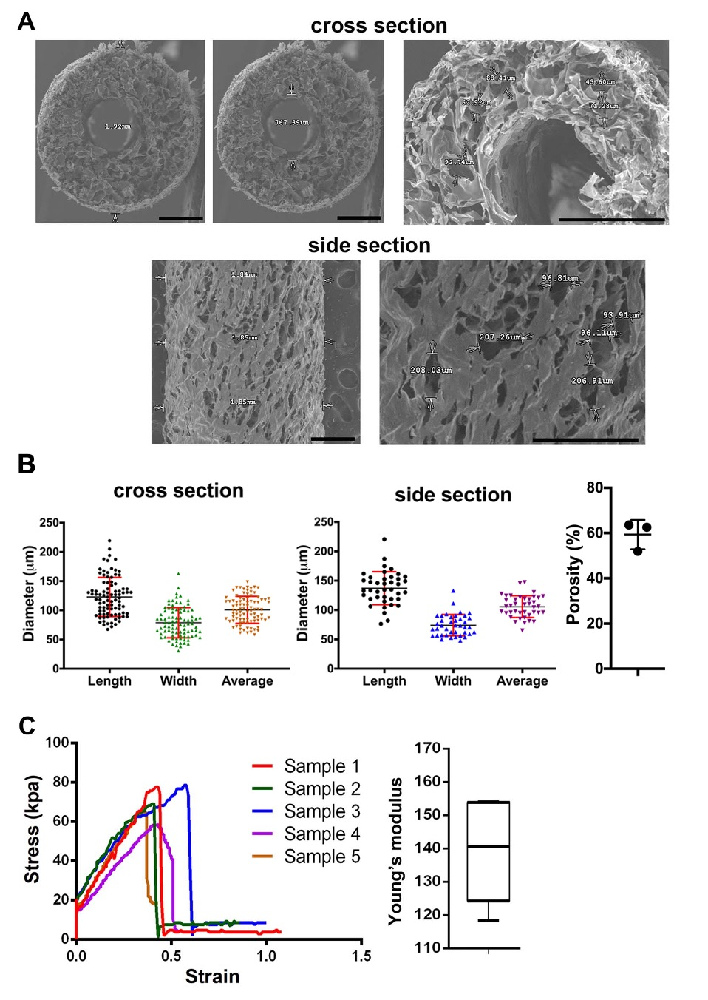 A
cross section
1.92mm
767.39um
88.41um
43.60um
62.92um
71.28um
92.74um
side section
1.84mm
1.85mm
1.85mm
96.81um
93.91um
96.11um
207.26um
208.03um
206.91um
B
cross section
side section
Diameter (μm)
250
200
150
100
50
0
Length Width Average
Diameter (μm)
250
200
150
100
50
0
Length Width Average
Porosity (%)
80
60
40
20
0
C
Stress (kpa)
100
80
60
40
20
0
0.0 0.5 1.0 1.5
Strain
Sample 1
Sample 2
Sample 3
Sample 4
Sample 5
Young's modulus
170
160
150
140
130
120
110